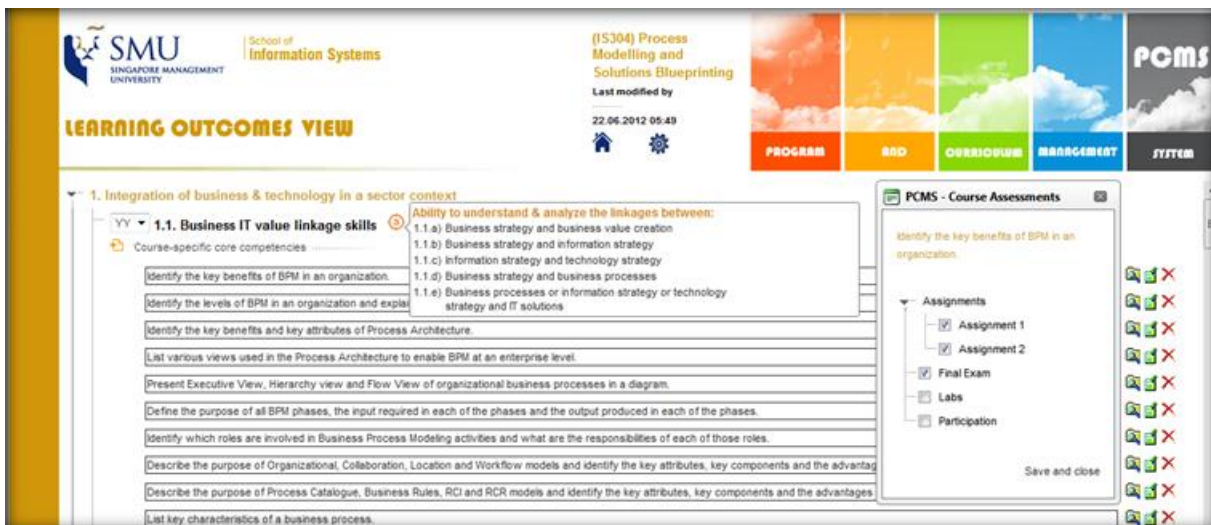 SMU
SINGAPORE MANAGEMENT
UNIVERSITY
School of
Information Systems
LEARNING OUTCOMES VIEW
(IS304) Process
Modelling and
Solutions Blueprinting
Last modified by
22.06.2012 05:49
PCMS
PROGRAM AND CURRICULUM MANAGEMENT SYSTEM
1. Integration of business & technology in a sector context
YY 1.1. Business IT value linkage skills 3
Course-specific core competencies
Ability to understand & analyze the linkages between:
1.1.a) Business strategy and business value creation
1.1.b) Business strategy and information strategy
1.1.c) Information strategy and technology strategy
1.1.d) Business strategy and business processes
1.1.e) Business processes or information strategy or technology
strategy and IT solutions
Identify the key benefits of BPM in an organization.
Identify the levels of BPM in an organization and explai
Identify the key benefits and key attributes of Process Architecture.
List various views used in the Process Architecture to enable BPM at an enterprise level.
Present Executive View, Hierarchy view and Flow View of organizational business processes in a diagram.
Define the purpose of all BPM phases, the input required in each of the phases and the output produced in each of the phases.
Identify which roles are involved in Business Process Modeling activities and what are the responsibilities of each of those roles.
Describe the purpose of Organizational, Collaboration, Location and Workflow models and identify the key attributes, key components and the advantag
Describe the purpose of Process Catalogue, Business Rules, RCI and RCR models and identify the key attributes, key components and the advantages
List key characteristics of a business process.
PCMS - Course Assessments
Identify the key benefits of BPM in an
organization.
Assignments
Assignment 1
Assignment 2
Final Exam
Labs
Participation
Save and close